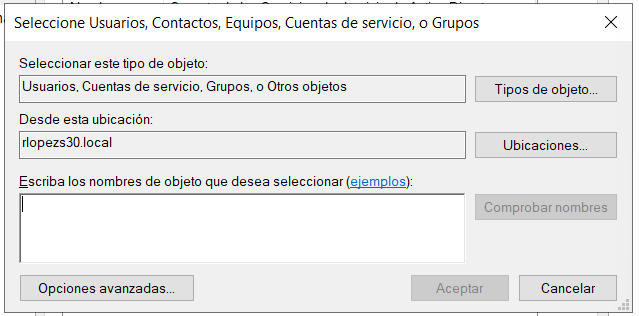 Seleccione Usuarios, Contactos, Equipos, Cuentas de servicio, o Grupos
Seleccionar este tipo de objeto:
Usuarios, Cuentas de servicio, Grupos, o Otros objetos
Tipos de objeto...
Desde esta ubicación:
rlopezs30.local
Ubicaciones...
Escriba los nombres de objeto que desea seleccionar (ejemplos):
Comprobar nombres
Opciones avanzadas...
Aceptar
Cancelar